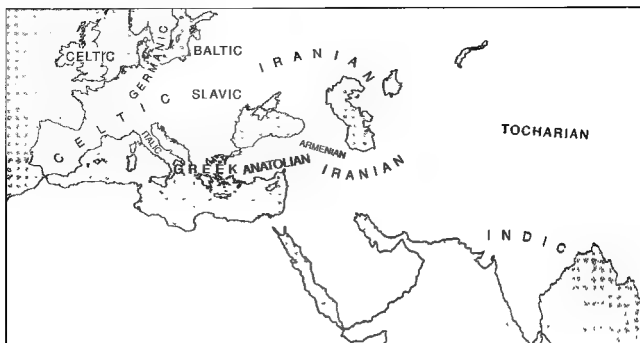 CELTIC
GERMANIC
BALTIC
IRANIAN
CELTIC
SLAVIC
ITALIC
TOCHARIAN
ARMENIAN
GREEK
ANATOLIAN
IRANIAN
INDIC